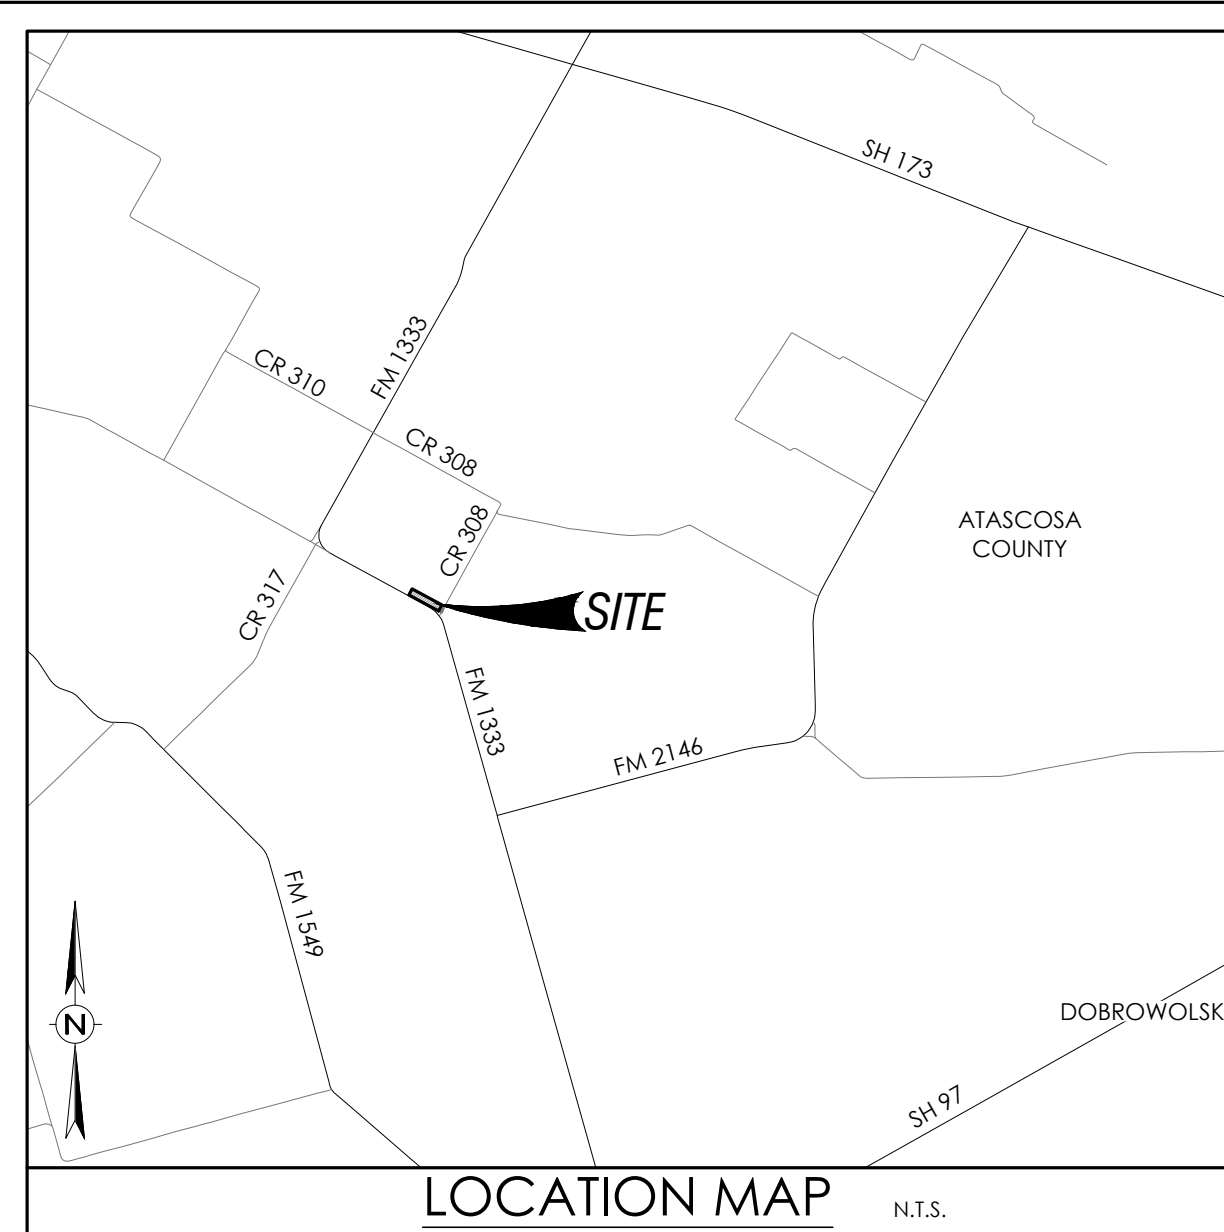 SH 173
FM 1333
CR 310
CR 308
CR 308
ATASCOSA
COUNTY
CR 317
SITE
FM 1333
FM 2146
FM 1549
N
DOBROWOLSK
SH 97
LOCATION MAP
N.T.S.